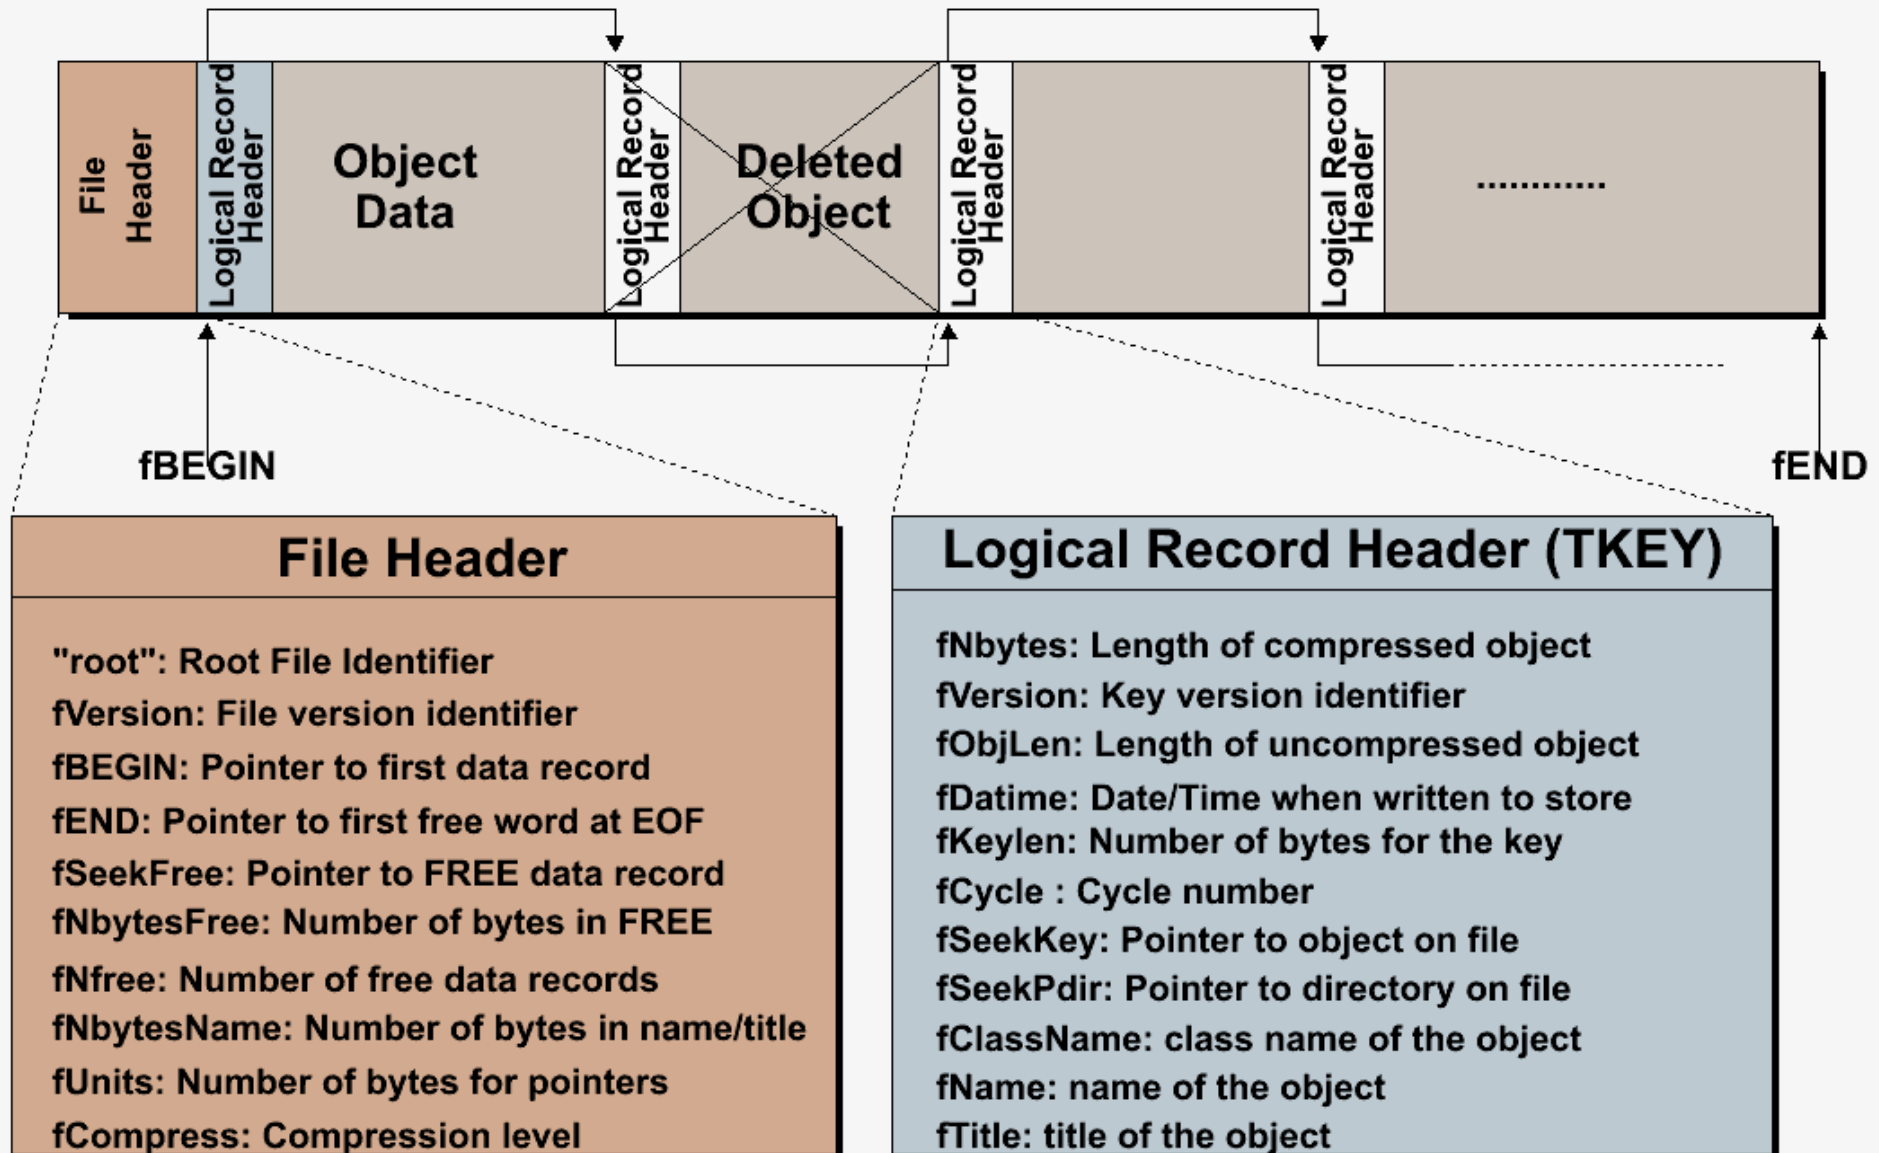 File
Header
Logical Record
Header
Object
Data
Logical Record
Header
Deleted
Object
Logical Record
Header
Logical Record
Header
............
fBEGIN
fEND
File Header
"root": Root File Identifier
fVersion: File version identifier
fBEGIN: Pointer to first data record
fEND: Pointer to first free word at EOF
fSeekFree: Pointer to FREE data record
fNbytesFree: Number of bytes in FREE
fNfree: Number of free data records
fNbytesName: Number of bytes in name/title
fUnits: Number of bytes for pointers
fCompress: Compression level
Logical Record Header (TKEY)
fNbytes: Length of compressed object
fVersion: Key version identifier
fObjLen: Length of uncompressed object
fDatime: Date/Time when written to store
fKeylen: Number of bytes for the key
fCycle : Cycle number
fSeekKey: Pointer to object on file
fSeekPdir: Pointer to directory on file
fClassName: class name of the object
fName: name of the object
fTitle: title of the object